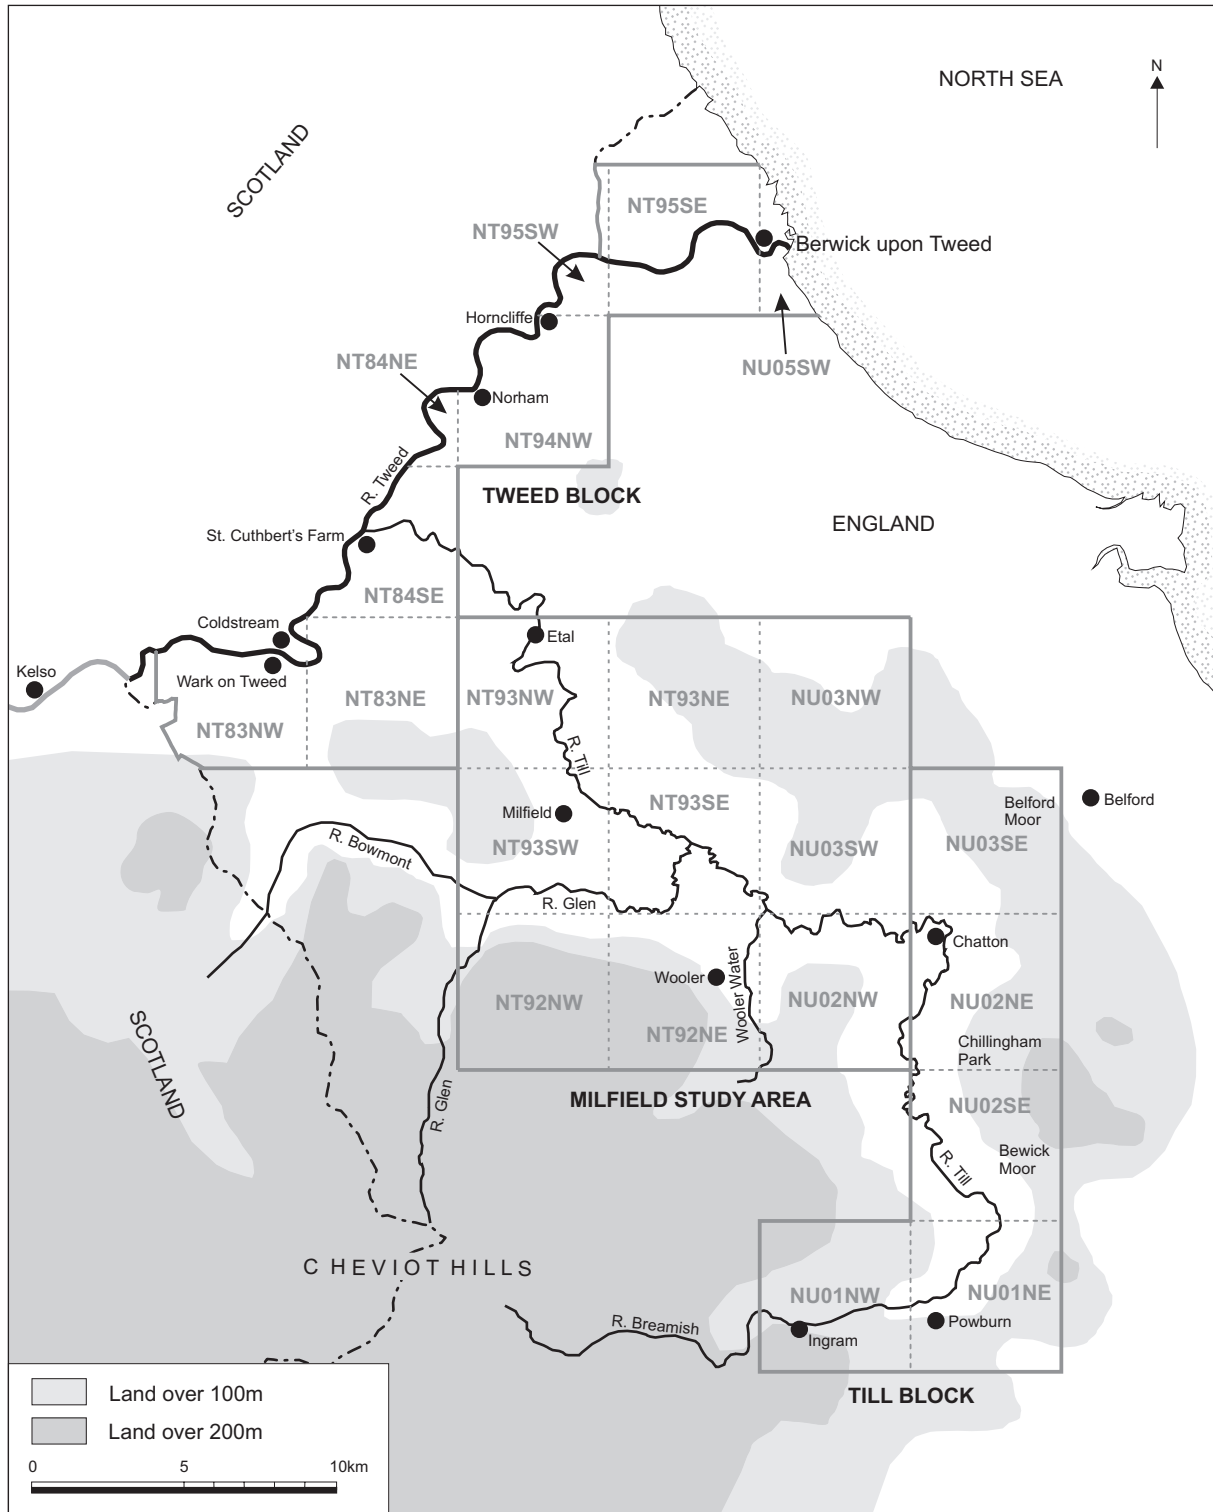 NORTH SEA
N
SCOTLAND
NT95SE
NT95SW
Berwick upon Tweed
Horncliffe
NT84NE
NU05SW
Norham
NT94NW
R. Tweed
TWEED BLOCK
ENGLAND
St. Cuthbert's Farm
NT84SE
Coldstream
Etal
Kelso
Wark on Tweed
NT83NE
NT93NW
NT93NE
NU03NW
NT83NW
R. Till
NT93SE
Belford
Moor
Belford
Milfield
R. Bowmont
NT93SW
NU03SW
NU03SE
R. Glen
Chatton
Wooler
Wooler Water
NT92NW
NU02NW
NU02NE
NT92NE
SCOTLAND
Chillingham
Park
MILFIELD STUDY AREA
R. Glen
NU02SE
Bewick
Moor
R. Till
CHEVIOT HILLS
NU01NW
NU01NE
R. Breamish
Powburn
Ingram
TILL BLOCK
Land over 100m
Land over 200m
0 5 10km